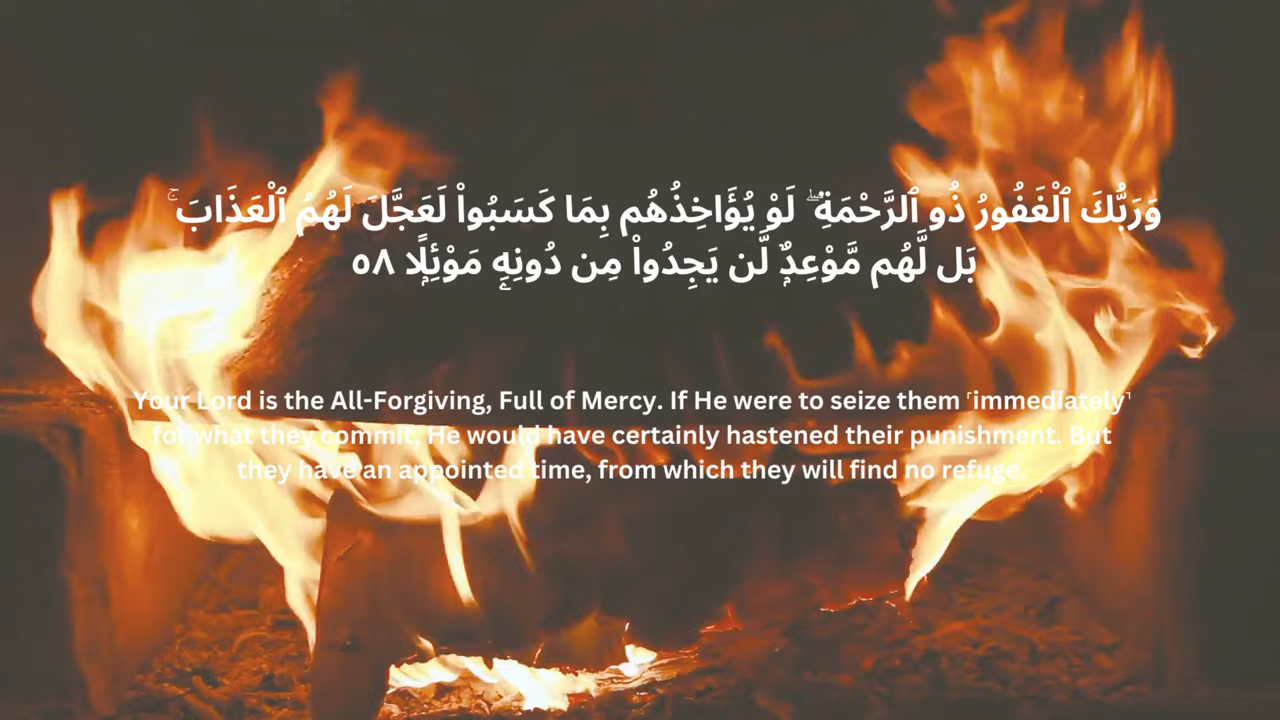 وَرَبُّكَ ٱلْغَفُورُ ذُو ٱلرَّحْمَةِ ۖ لَوْ يُؤَاخِذُهُم بِمَا كَسَبُوا۟ لَعَجَّلَ لَهُمُ ٱلْعَذَابَ ۚ
بَل لَّهُم مَّوْعِدٌۭ لَّن يَجِدُوا۟ مِن دُونِهِۦ مَوْئِلًۭا ٥٨
Your Lord is the All-Forgiving, Full of Mercy. If He were to seize them ˹immediately˺
for what they commit, He would have certainly hastened their punishment. But
they have an appointed time, from which they will find no refuge.